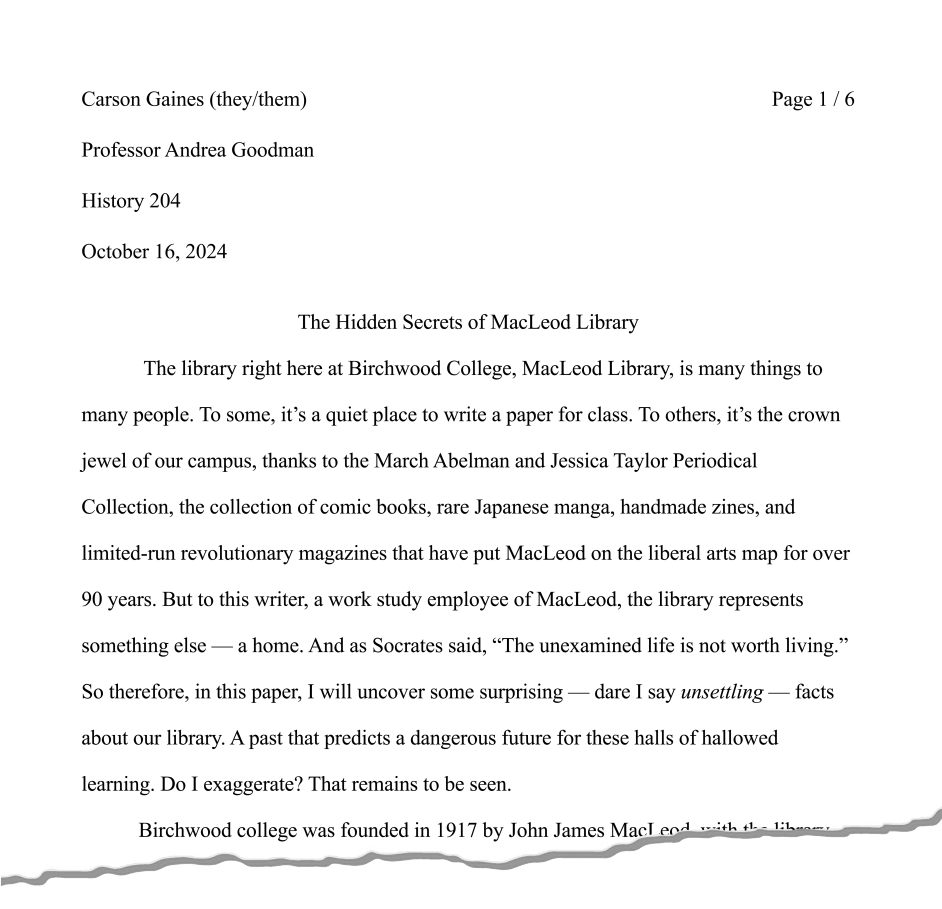 Carson Gaines (they/them)
Page 1 / 6
Professor Andrea Goodman
History 204
October 16, 2024
The Hidden Secrets of MacLeod Library
The library right here at Birchwood College, MacLeod Library, is many things to
many people. To some, it’s a quiet place to write a paper for class. To others, it’s the crown
jewel of our campus, thanks to the March Abelman and Jessica Taylor Periodical
Collection, the collection of comic books, rare Japanese manga, handmade zines, and
limited-run revolutionary magazines that have put MacLeod on the liberal arts map for over
90 years. But to this writer, a work study employee of MacLeod, the library represents
something else — a home. And as Socrates said, “The unexamined life is not worth living.”
So therefore, in this paper, I will uncover some surprising — dare I say unsettling — facts
about our library. A past that predicts a dangerous future for these halls of hallowed
learning. Do I exaggerate? That remains to be seen.
Birchwood college was founded in 1917 by John James MacLeod, with the library